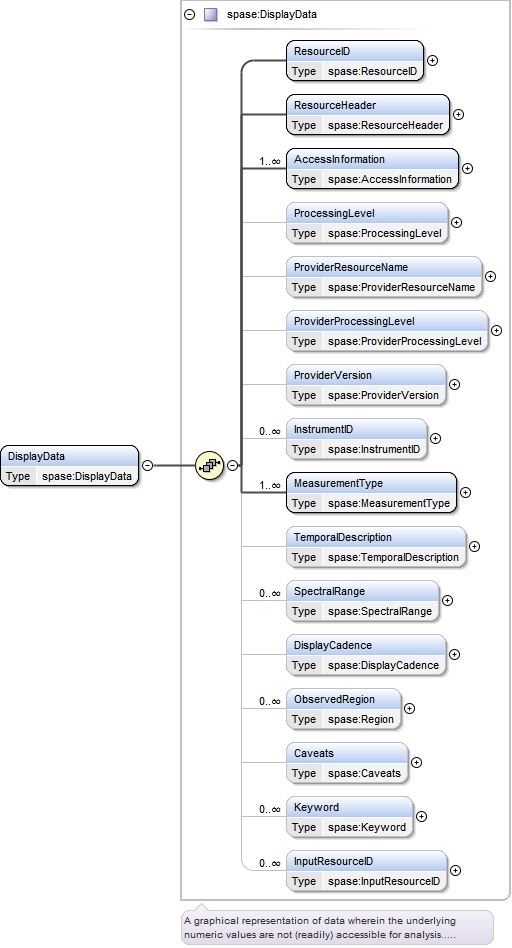 spase:DisplayData
ResourceID
Type spase:ResourceID
ResourceHeader
Type spase:ResourceHeader
1..∞
AccessInformation
Type spase:AccessInformation
ProcessingLevel
Type spase:ProcessingLevel
ProviderResourceName
Type spase:ProviderResourceName
ProviderProcessingLevel
Type spase:ProviderProcessingLevel
ProviderVersion
Type spase:ProviderVersion
0..∞
InstrumentID
Type spase:InstrumentID
DisplayData
Type spase:DisplayData
1..∞
MeasurementType
Type spase:MeasurementType
TemporalDescription
Type spase:TemporalDescription
0..∞
SpectralRange
Type spase:SpectralRange
DisplayCadence
Type spase:DisplayCadence
0..∞
ObservedRegion
Type spase:Region
Caveats
Type spase:Caveats
0..∞
Keyword
Type spase:Keyword
0..∞
InputResourceID
Type spase:InputResourceID
A graphical representation of data wherein the underlying
numeric values are not (readily) accessible for analysis.....